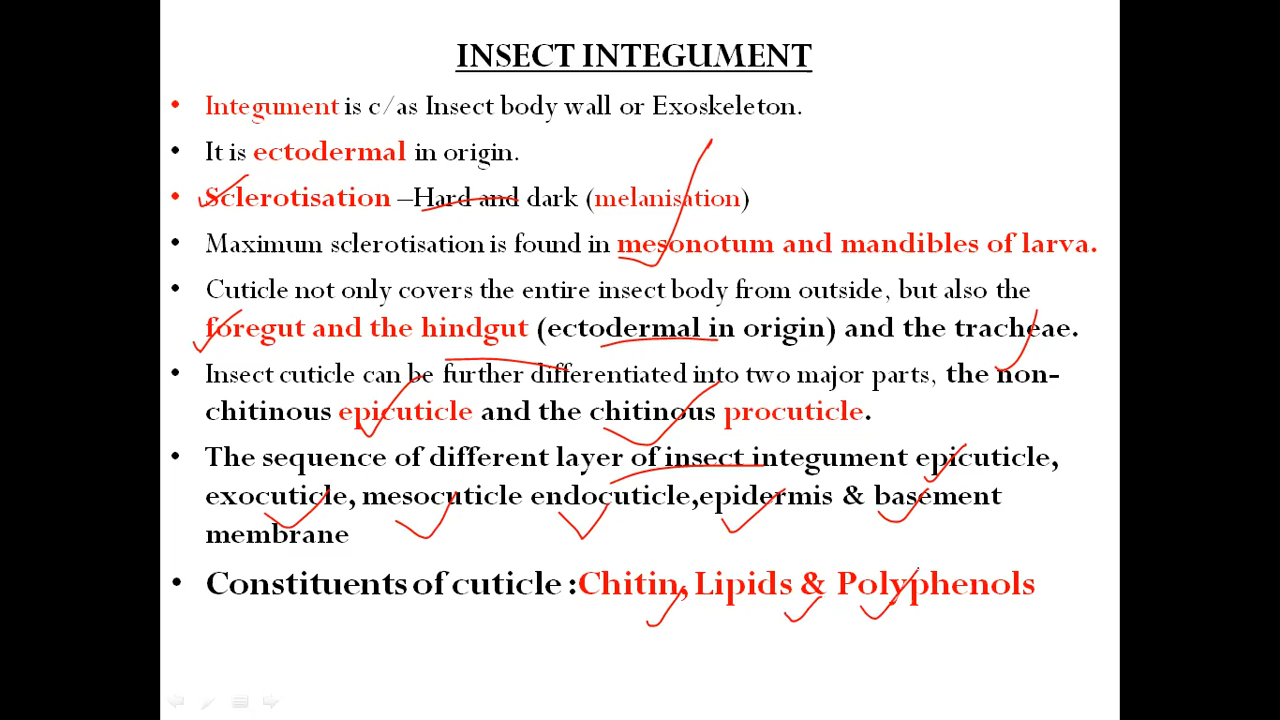 INSECT INTEGUMENT
• Integument is c/as Insect body wall or Exoskeleton.
• It is ectodermal in origin.
• Sclerotisation –Hard and dark (melanisation)
• Maximum sclerotisation is found in mesonotum and mandibles of larva.
• Cuticle not only covers the entire insect body from outside, but also the
foregut and the hindgut (ectodermal in origin) and the tracheae.
• Insect cuticle can be further differentiated into two major parts, the non-
chitinous epicuticle and the chitinous procuticle.
• The sequence of different layer of insect integument epicuticle,
exocuticle, mesocuticle endocuticle,epidermis & basement
membrane
• Constituents of cuticle :Chitin, Lipids & Polyphenols